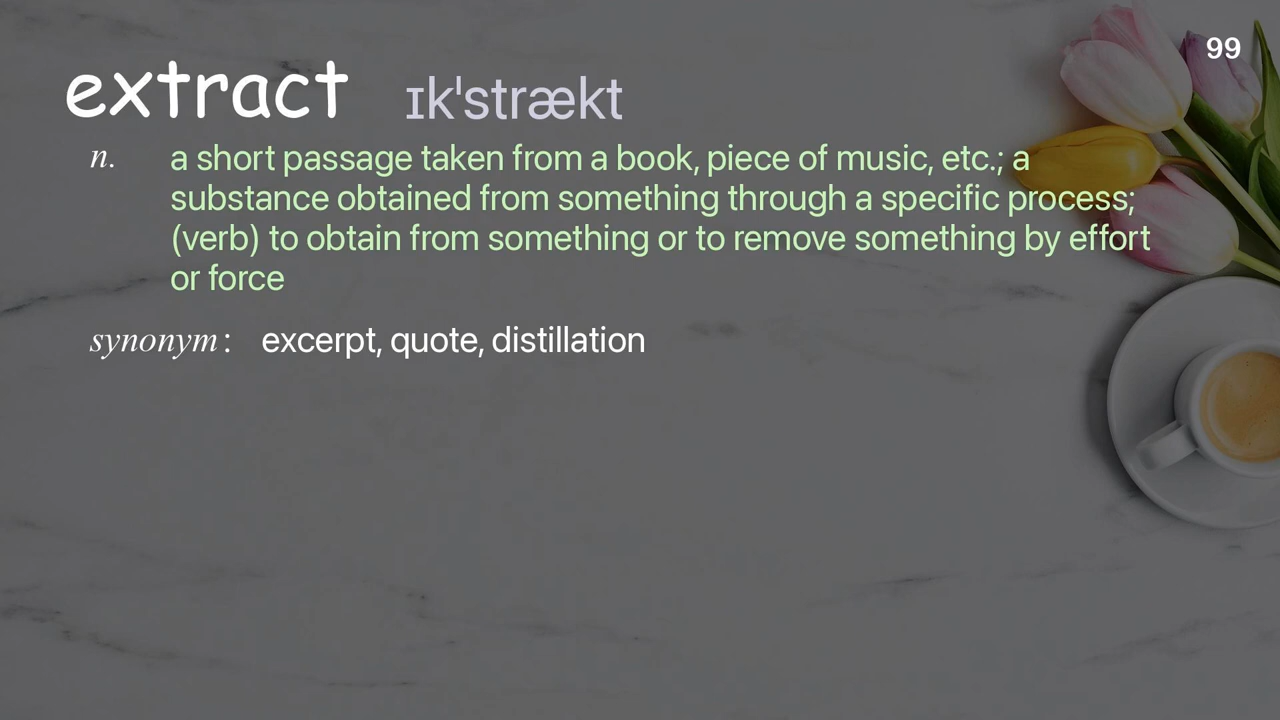 99
extract ɪkˈstrækt
n. a short passage taken from a book, piece of music, etc.; a
substance obtained from something through a specific process;
(verb) to obtain from something or to remove something by effort
or force
synonym: excerpt, quote, distillation